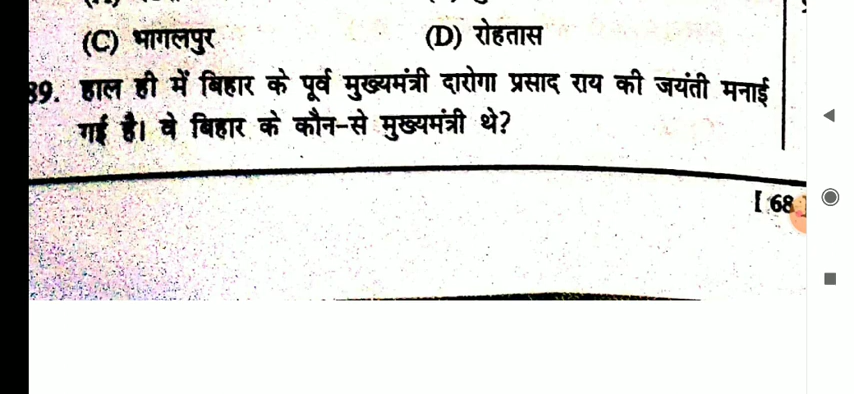 (C) भागलपुर (D) रोहतास
39. हाल ही में बिहार के पूर्व मुख्यमंत्री दारोगा प्रसाद राय की जयंती मनाई
गई है। वे बिहार के कौन-से मुख्यमंत्री थे?
[ 68 ]